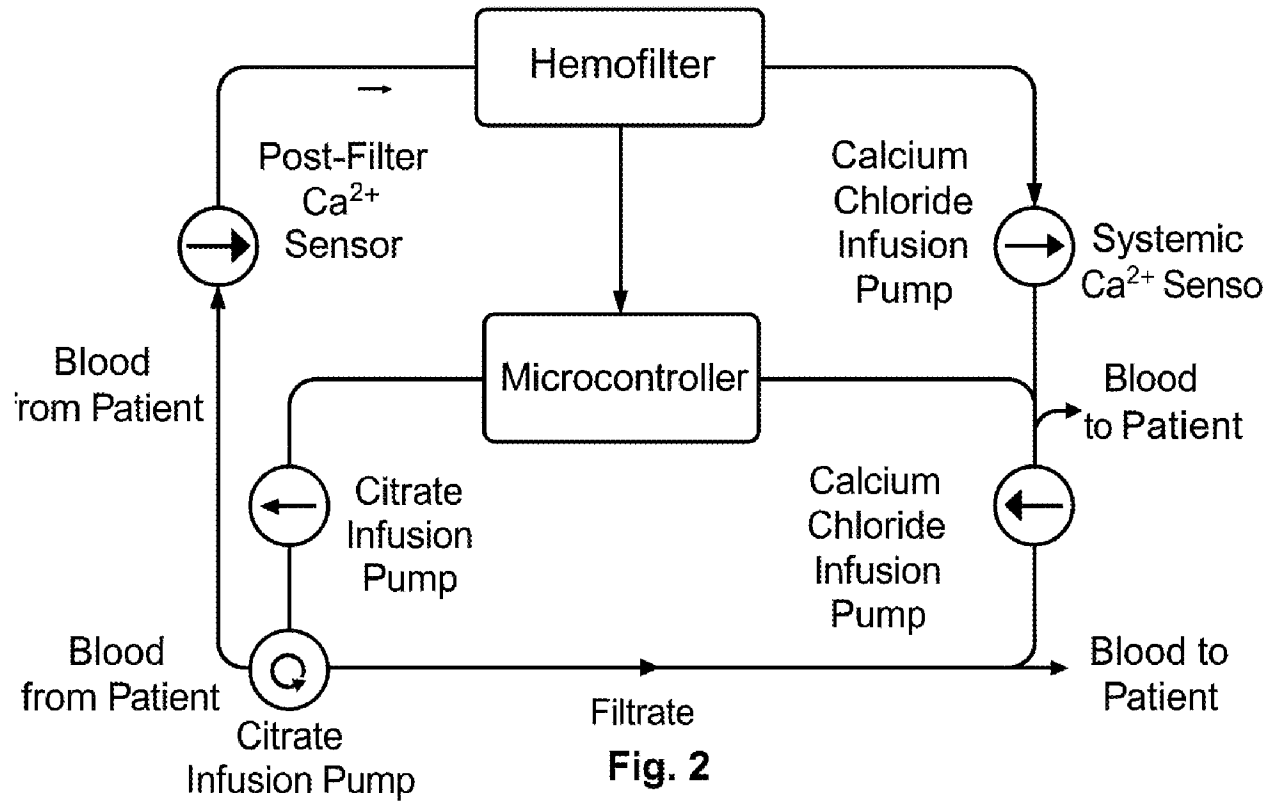 Hemofilter
Post-Filter
Ca²⁺
Sensor
Calcium
Chloride
Infusion
Pump
Systemic
Ca²⁺ Senso
Blood
rom Patient
Microcontroller
Blood
to Patient
Citrate
Infusion
Pump
Calcium
Chloride
Infusion
Pump
Blood
from Patient
Citrate
Infusion Pump
Filtrate
Blood to
Patient
Fig. 2